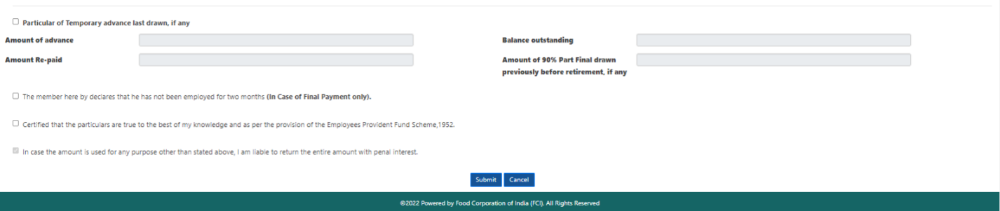 Particular of Temporary advance last drawn, if any
Amount of advance
Balance outstanding
Amount Re-paid
Amount of 90% Part Final drawn
previously before retirement, if any
The member here by declares that he has not been employed for two months (In Case of Final Payment only).
Certified that the particulars are true to the best of my knowledge and as per the provision of the Employees Provident Fund Scheme,1952.
In case the amount is used for any purpose other than stated above, I am liable to return the entire amount with penal interest.
Submit Cancel
©2022 Powered by Food Corporation of India (FCI). All Rights Reserved